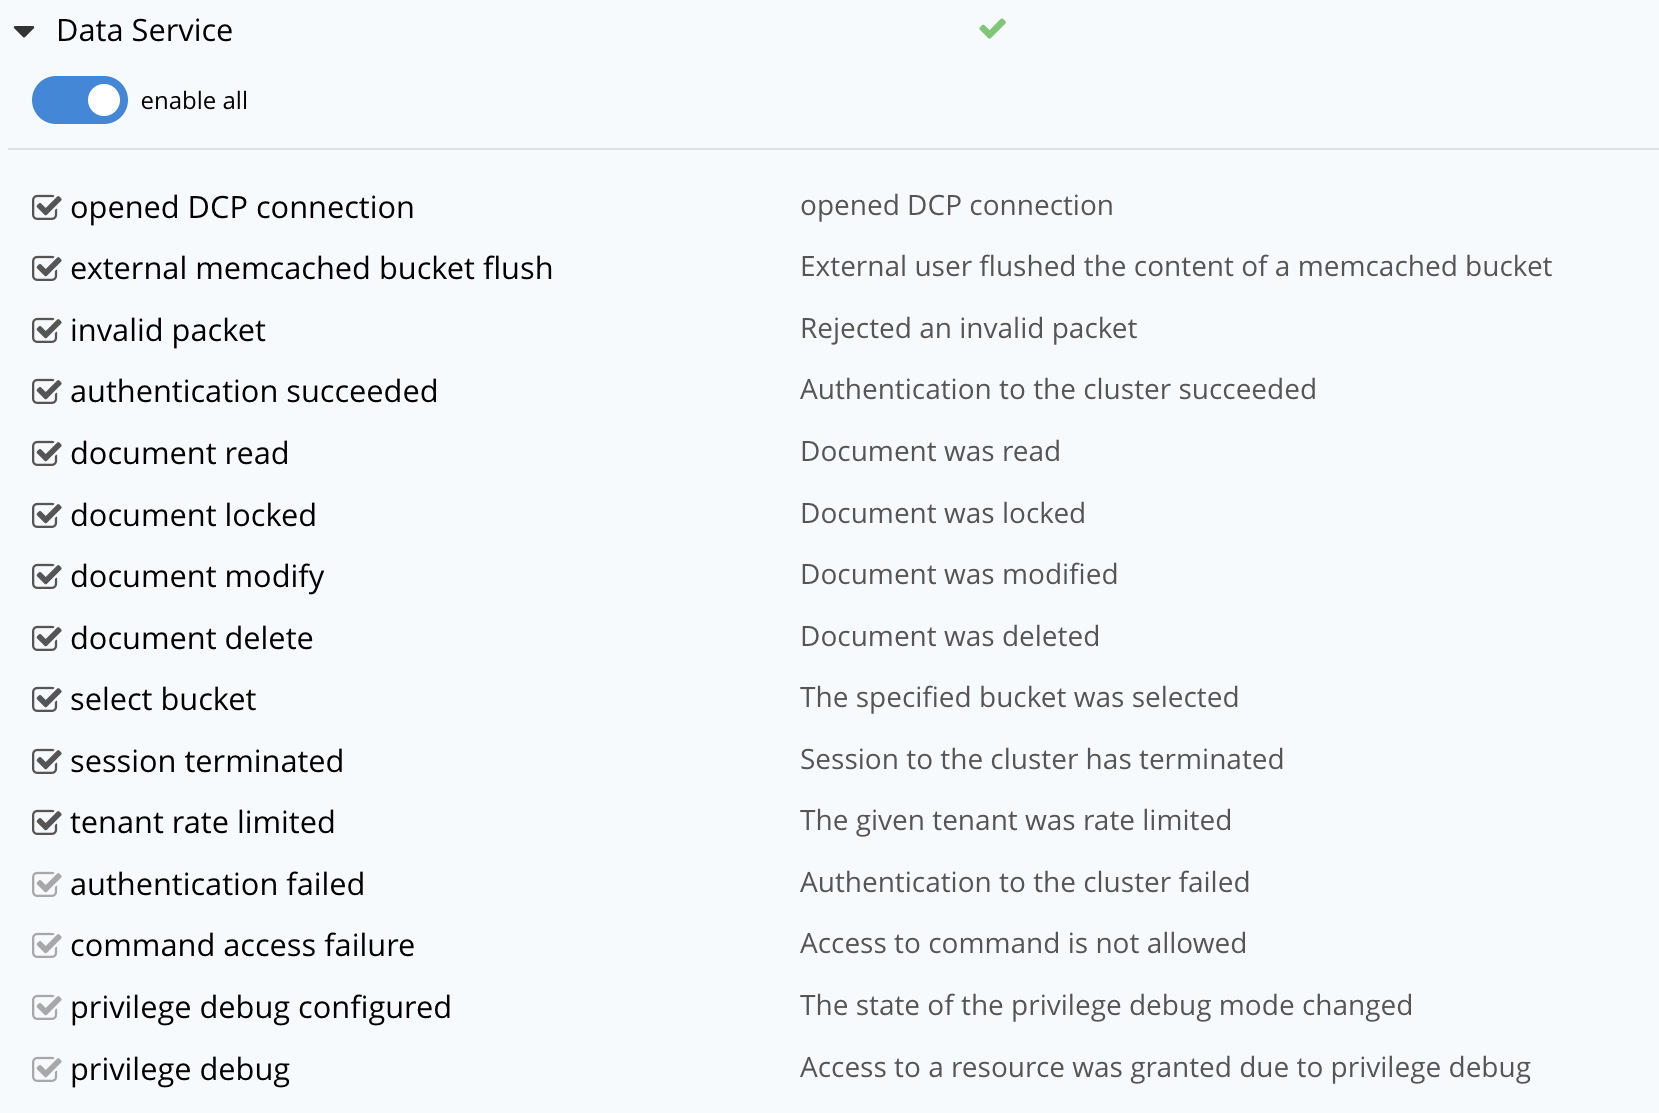 Data Service
enable all
opened DCP connection opened DCP connection
external memcached bucket flush External user flushed the content of a memcached bucket
invalid packet Rejected an invalid packet
authentication succeeded Authentication to the cluster succeeded
document read Document was read
document locked Document was locked
document modify Document was modified
document delete Document was deleted
select bucket The specified bucket was selected
session terminated Session to the cluster has terminated
tenant rate limited The given tenant was rate limited
authentication failed Authentication to the cluster failed
command access failure Access to command is not allowed
privilege debug configured The state of the privilege debug mode changed
privilege debug Access to a resource was granted due to privilege debug